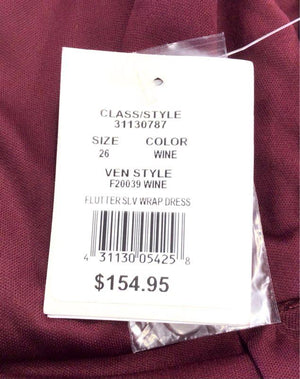 CLASS/STYLE
31130787
SIZE COLOR
26 WINE
VEN STYLE
F20039 WINE
FLUTTER SLV WRAP DRESS
4 31130 05425 8
$154.95